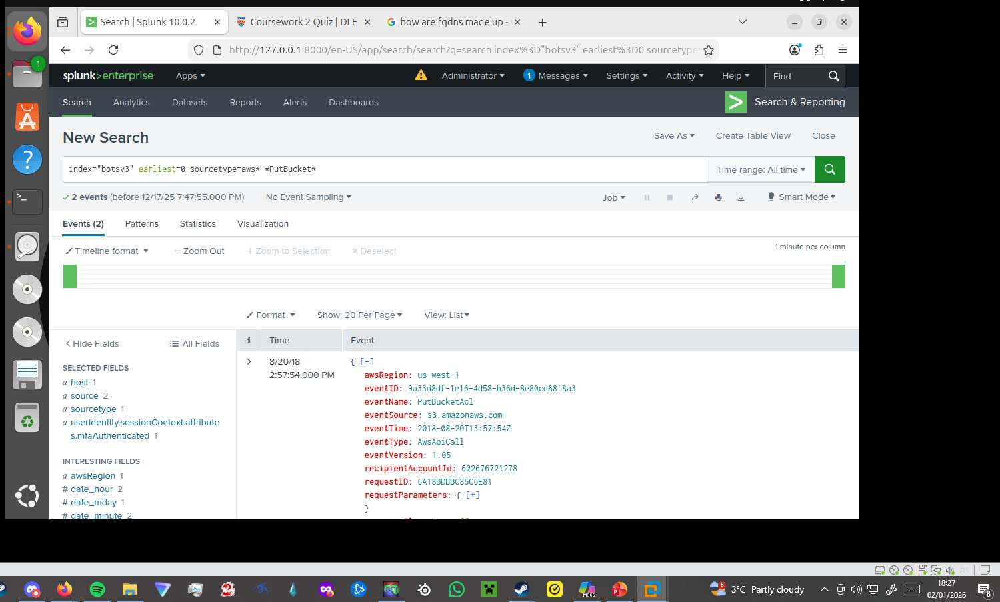 Search | Splunk 10.0.2
Coursework 2 Quiz | DLE
how are fqdns made up -
http://127.0.0.1:8000/en-US/app/search/search?q=search index%3D"botsv3" earliest%3D0 sourcetype
1
splunk>enterprise
Apps
Administrator
1 Messages
Settings
Activity
Help
Find
Search
Analytics
Datasets
Reports
Alerts
Dashboards
Search & Reporting
New Search
Save As
Create Table View
Close
index="botsv3" earliest=0 sourcetype=aws* *PutBucket*
Time range: All time
2 events (before 12/17/25 7:47:55.000 PM)
No Event Sampling
Job
Smart Mode
Events (2)
Patterns
Statistics
Visualization
Timeline format
— Zoom Out
+ Zoom to Selection
× Deselect
1 minute per column
Format
Show: 20 Per Page
View: List
< Hide Fields
All Fields
i
Time
Event
SELECTED FIELDS
a host 1
a source 2
a sourcetype 1
a userIdentity.sessionContext.attribute
s.mfaAuthenticated 1
INTERESTING FIELDS
a awsRegion 1
# date_hour 2
# date_mday 1
# date_minute 2
8/20/18
2:57:54.000 PM
{ [-]
awsRegion: us-west-1
eventID: 9a33d8df-1e16-4d58-b36d-8e80ce68f8a3
eventName: PutBucketAcl
eventSource: s3.amazonaws.com
eventTime: 2018-08-20T13:57:54Z
eventType: AwsApiCall
eventVersion: 1.05
recipientAccountId: 622676721278
requestID: 6A18BDBBC85C6E81
requestParameters: { [+]
}
6
3°C Partly cloudy
18:27
02/01/2026
8